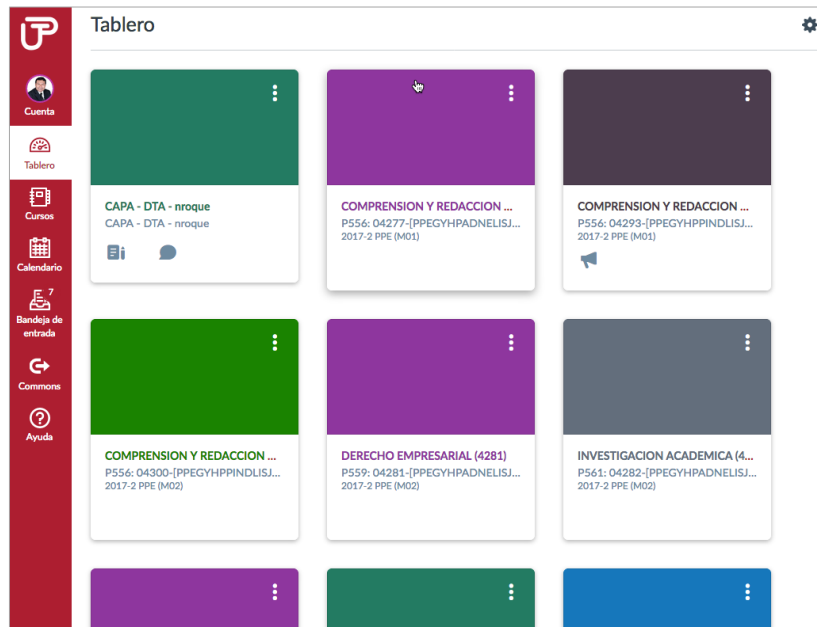 UTP
Tablero
Cuenta
Tablero
Cursos
Calendario
7
Bandeja de
entrada
Commons
Ayuda
CAPA - DTA - nroque
CAPA - DTA - nroque
COMPRENSION Y REDACCION ...
P556: 04277-[PPEGYHPADNELISJ...
2017-2 PPE (M01)
COMPRENSION Y REDACCION ...
P556: 04293-[PPEGYHPPINDLISJ...
2017-2 PPE (M01)
COMPRENSION Y REDACCION ...
P556: 04300-[PPEGYHPPINDLISJ...
2017-2 PPE (M02)
DERECHO EMPRESARIAL (4281)
P559: 04281-[PPEGYHPADNELISJ...
2017-2 PPE (M02)
INVESTIGACION ACADEMICA (4...
P561: 04282-[PPEGYHPADNELISJ...
2017-2 PPE (M02)